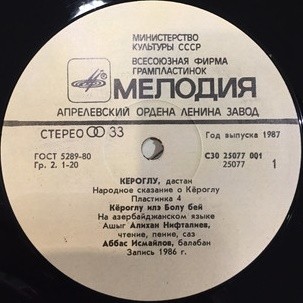 МИНИСТЕРСТВО
КУЛЬТУРЫ СССР
ВСЕСОЮЗНАЯ ФИРМА
ГРАМПЛАСТИНОК
МЕЛОДИЯ
АПРЕЛЕВСКИЙ ОРДЕНА ЛЕНИНА ЗАВОД
СТЕРЕО 33
Год выпуска 1987
ГОСТ 5289-80
Гр. 2. 1-20
С30 25077 001
25077 1
КЁРОГЛУ, дастан
Народное сказание о Кёроглу
Пластинка 4
Кёроглу илэ Болу бей
На азербайджанском языке
Ашыг Алихан Нифталиев,
чтение, пение, саз
Аббас Исмайлов, балабан
Запись 1986 г.